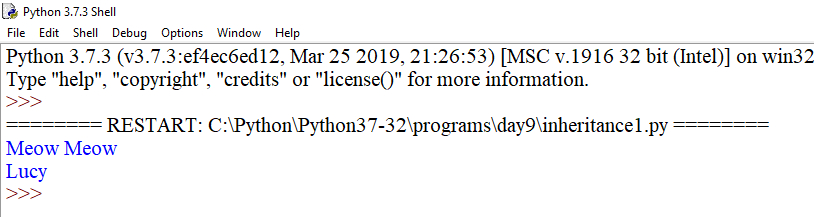 Python 3.7.3 Shell
File Edit Shell Debug Options Window Help
Python 3.7.3 (v3.7.3:ef4ec6ed12, Mar 25 2019, 21:26:53) [MSC v.1916 32 bit (Intel)] on win32
Type "help", "copyright", "credits" or "license()" for more information.
>>>
======== RESTART: C:\Python\Python37-32\programs\day9\inheritance1.py ========
Meow Meow
Lucy
>>>